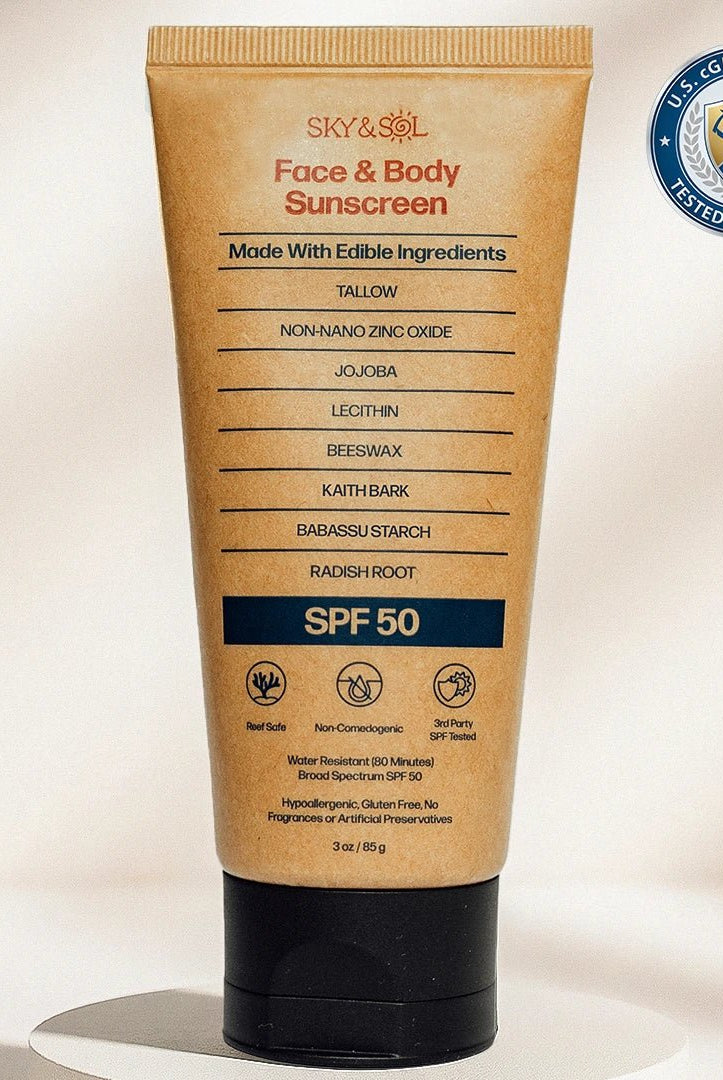 SKY & SOL
Face & Body
Sunscreen
Made With Edible Ingredients
TALLOW
NON-NANO ZINC OXIDE
JOJOBA
LECITHIN
BEESWAX
KAITH BARK
BABASSU STARCH
RADISH ROOT
SPF 50
Reef Safe
Non-Comedogenic
3rd Party
SPF Tested
Water Resistant (80 Minutes)
Broad Spectrum SPF 50
Hypoallergenic, Gluten Free, No
Fragrances or Artificial Preservatives
3 oz / 85 g
U.S.
TESTED